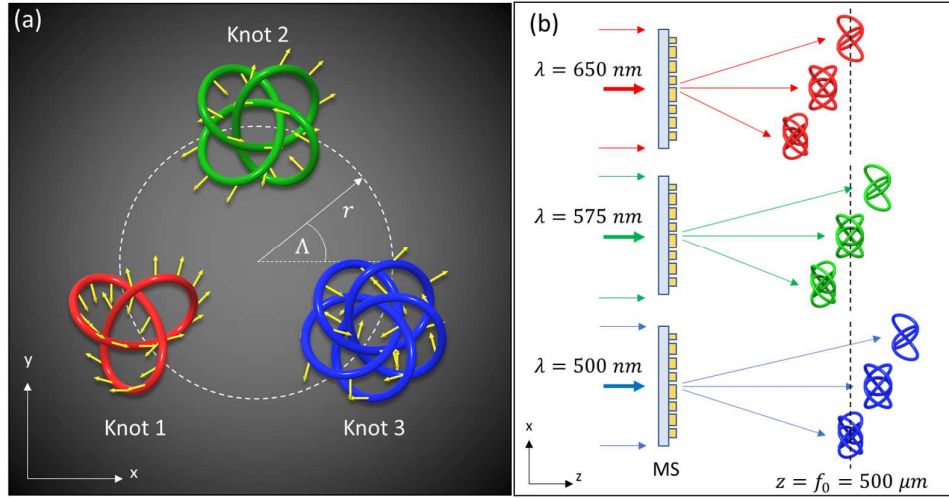 (a)
Knot 2
r
Λ
Knot 1
Knot 3
y
x
(b)
λ = 650 nm
λ = 575 nm
λ = 500 nm
x
z
MS
z = f₀ = 500 μm